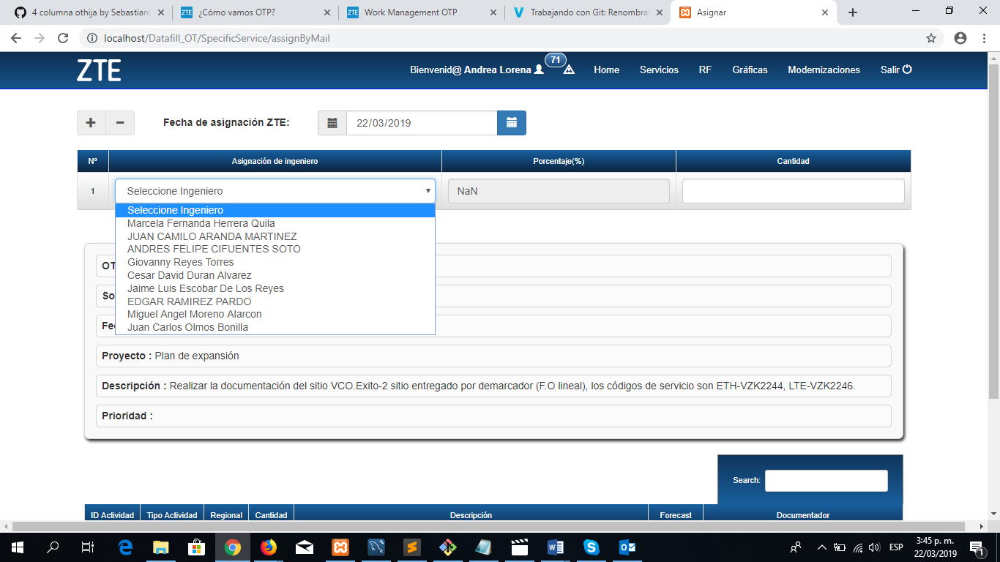 4 columna othija by Sebastian
¿Cómo vamos OTP?
Work Management OTP
Trabajando con Git: Renombra
Asignar
localhost/Datafill_OT/SpecificService/assignByMail
ZTE
Bienvenid@ Andrea Lorena
71
Home
Servicios
RF
Gráficas
Modernizaciones
Salir
Fecha de asignación ZTE:
22/03/2019
Nº
Asignación de ingeniero
Porcentaje(%)
Cantidad
1
Seleccione Ingeniero
NaN
Seleccione Ingeniero
Marcela Fernanda Herrera Quila
JUAN CAMILO ARANDA MARTINEZ
ANDRES FELIPE CIFUENTES SOTO
Giovanny Reyes Torres
Cesar David Duran Alvarez
Jaime Luis Escobar De Los Reyes
EDGAR RAMIREZ PARDO
Miguel Angel Moreno Alarcon
Juan Carlos Olmos Bonilla
OT
So
Fe
Proyecto : Plan de expansión
Descripción : Realizar la documentación del sitio VCO.Exito-2 sitio entregado por demarcador (F.O lineal), los códigos de servicio son ETH-VZK2244, LTE-VZK2246.
Prioridad :
Search:
ID Actividad
Tipo Actividad
Regional
Cantidad
Descripción
Forecast
Documentador
ESP
3:45 p. m.
22/03/2019
1